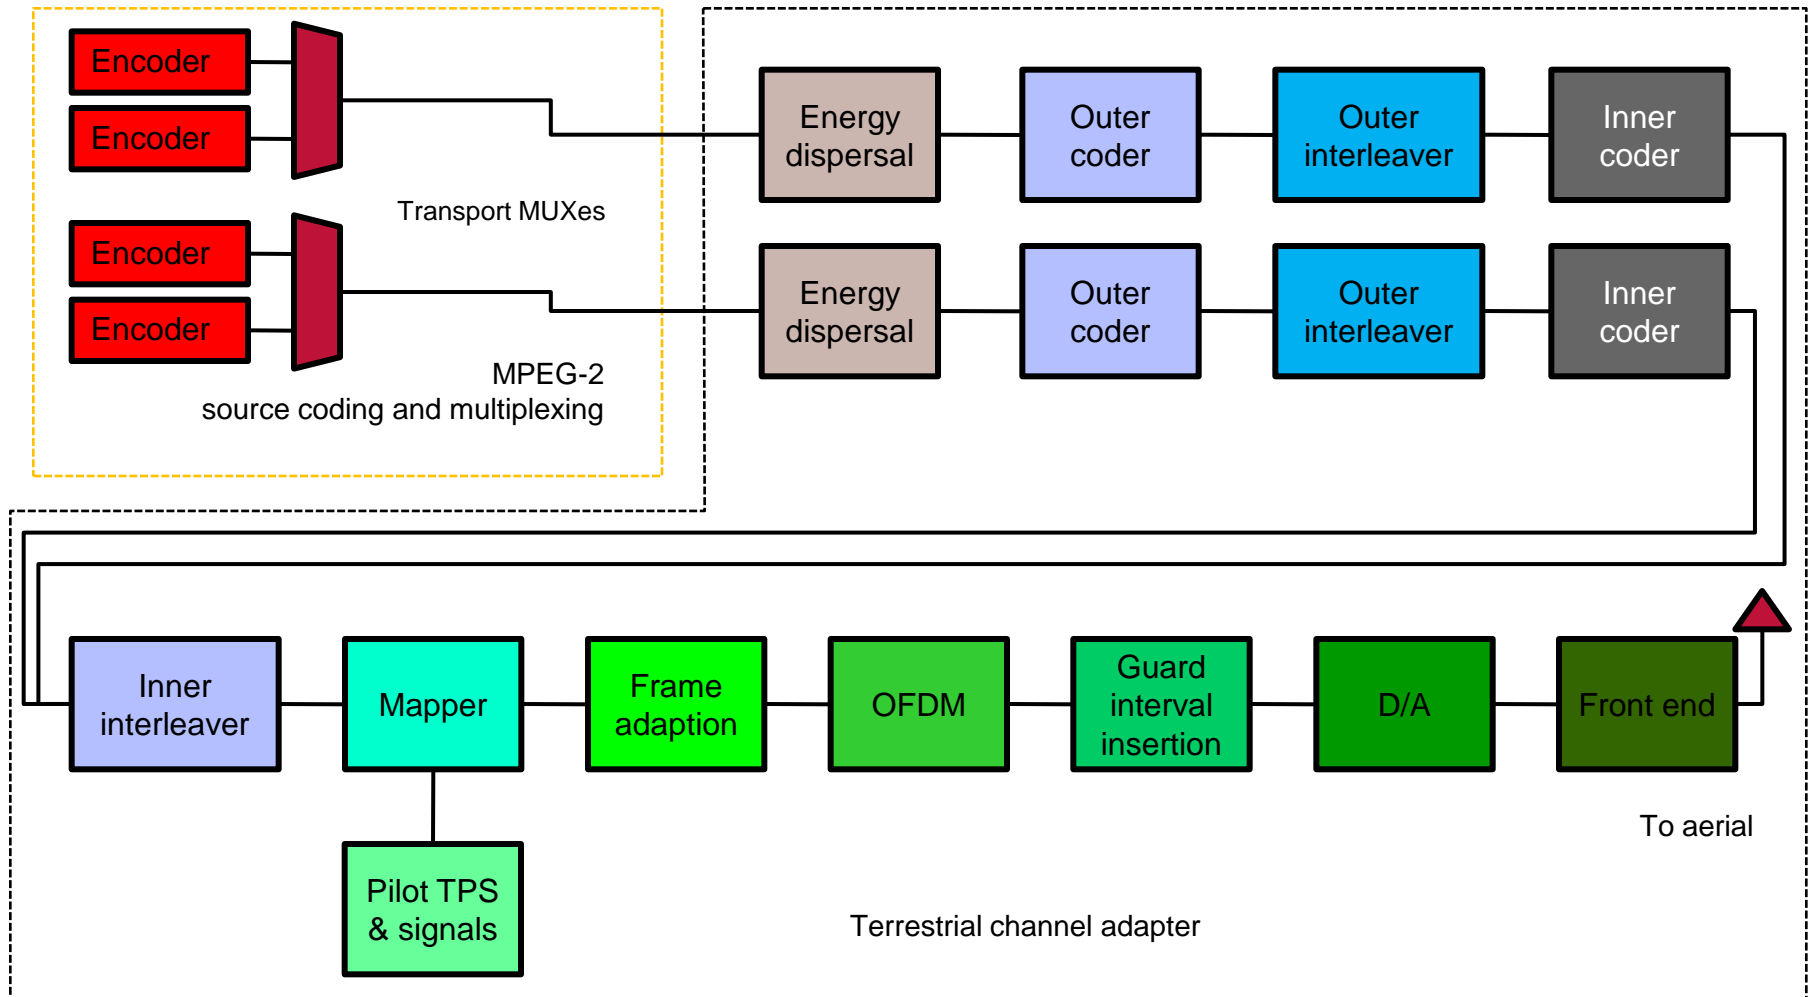 Encoder
Encoder
Transport MUXes
Encoder
Encoder
MPEG-2
source coding and multiplexing
Energy
dispersal
Outer
coder
Outer
interleaver
Inner
coder
Energy
dispersal
Outer
coder
Outer
interleaver
Inner
coder
Inner
interleaver
Mapper
Frame
adaption
OFDM
Guard
interval
insertion
D/A
Front end
To aerial
Pilot TPS
& signals
Terrestrial channel adapter